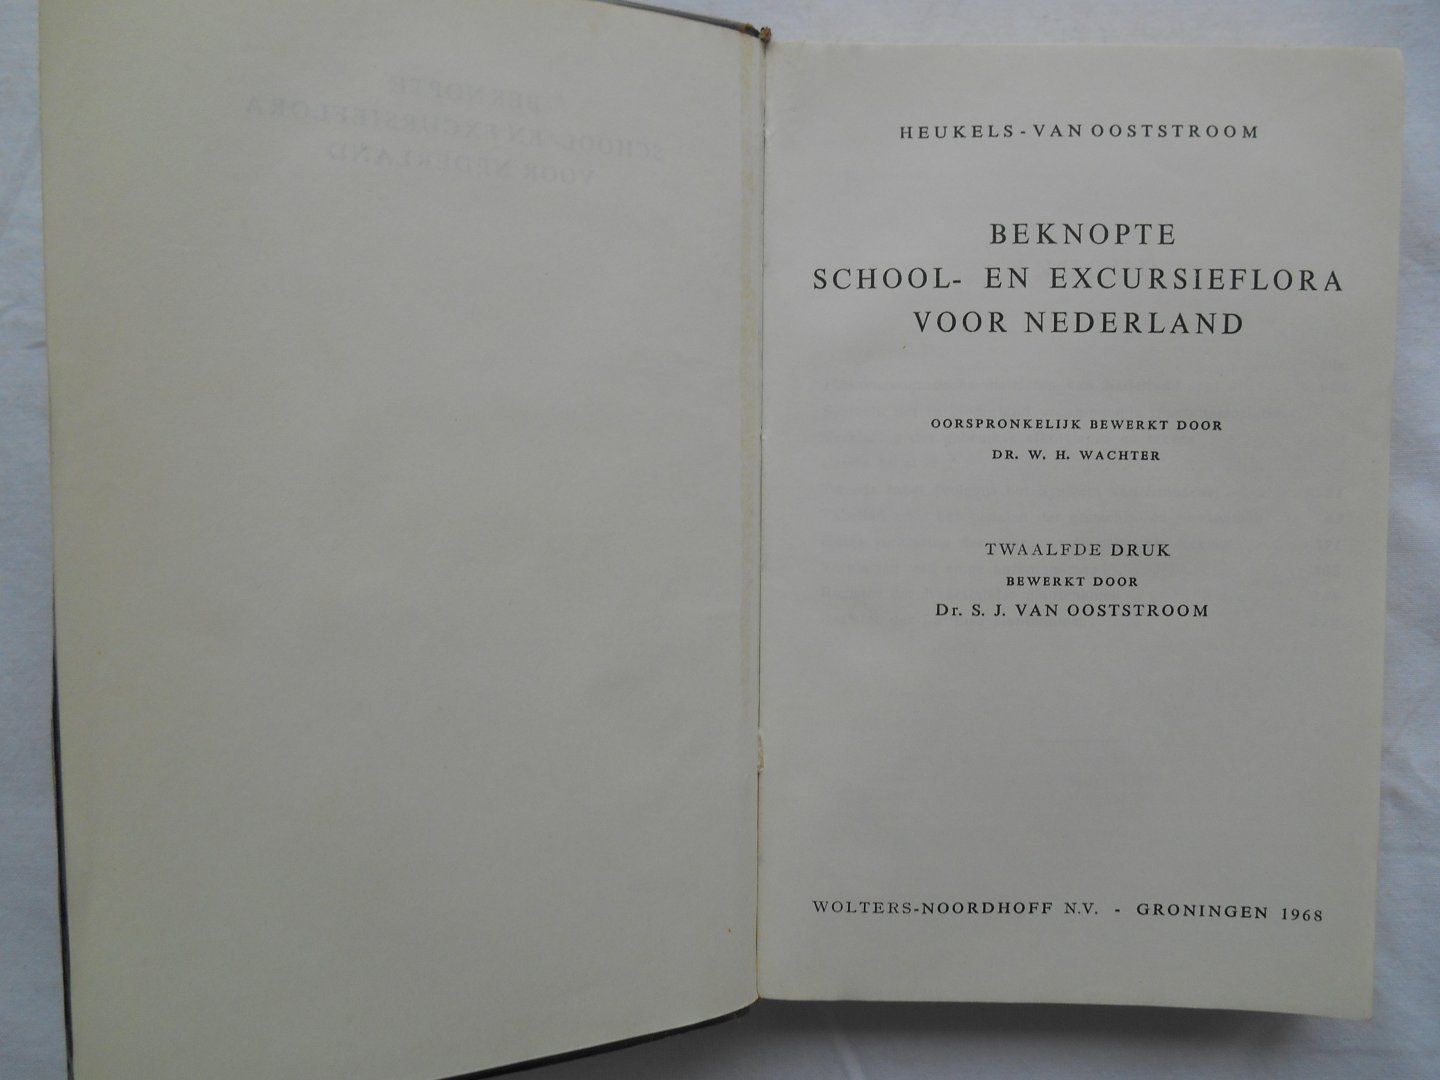 HEUKELS - VAN OOSTSTROOM
BEKNOPTE
SCHOOL- EN EXCURSIEFLORA
VOOR NEDERLAND
OORSPRONKELIJK BEWERKT DOOR
DR. W. H. WACHTER
TWAALFDE DRUK
BEWERKT DOOR
Dr. S. J. VAN OOSTSTROOM
WOLTERS-NOORDHOFF N.V. - GRONINGEN 1968